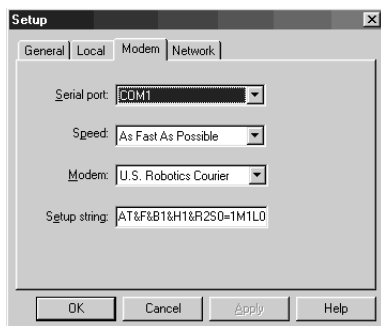 Setup
General Local Modem Network
Serial port: COM1
Speed: As Fast As Possible
Modem: U.S. Robotics Courier
Setup string: AT&F&B1&H1&R2S0=1M1L0
OK Cancel Apply Help